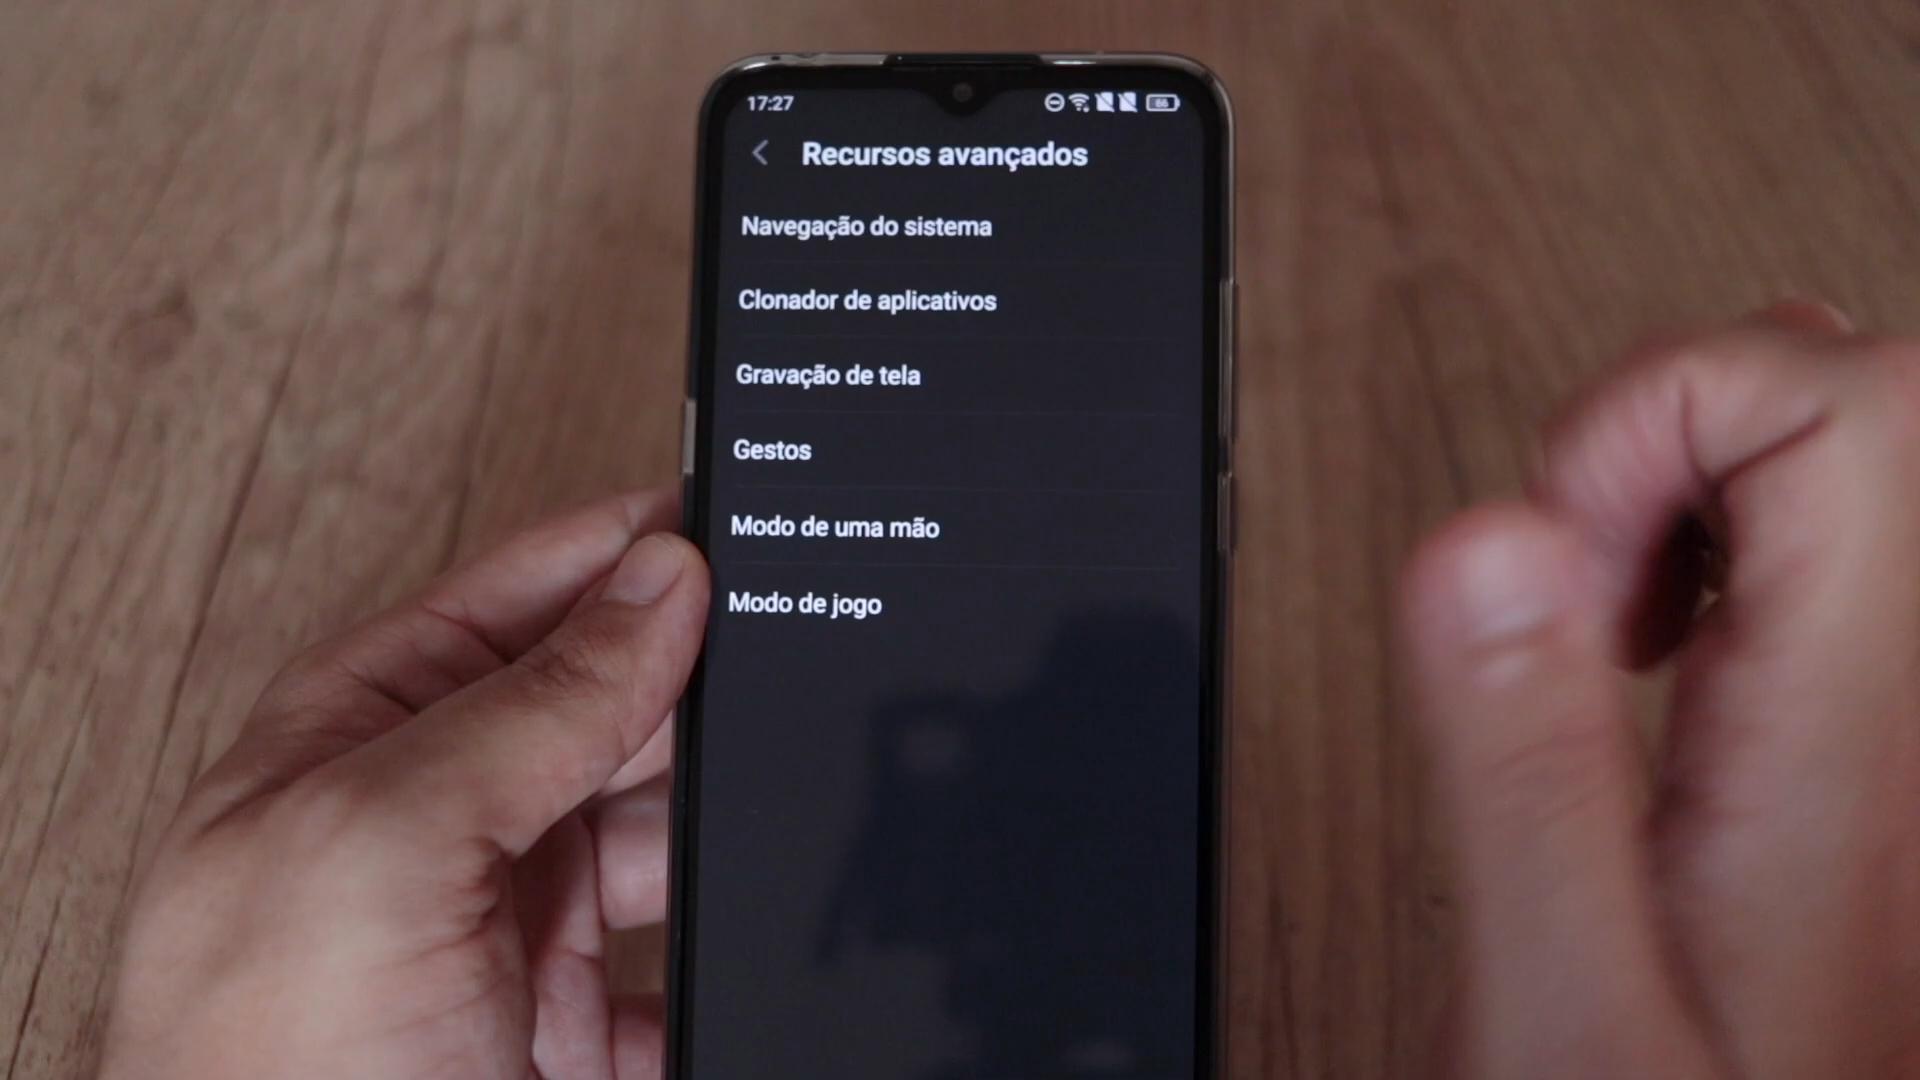 17:27
66
Recursos avançados
Navegação do sistema
Clonador de aplicativos
Gravação de tela
Gestos
Modo de uma mão
Modo de jogo